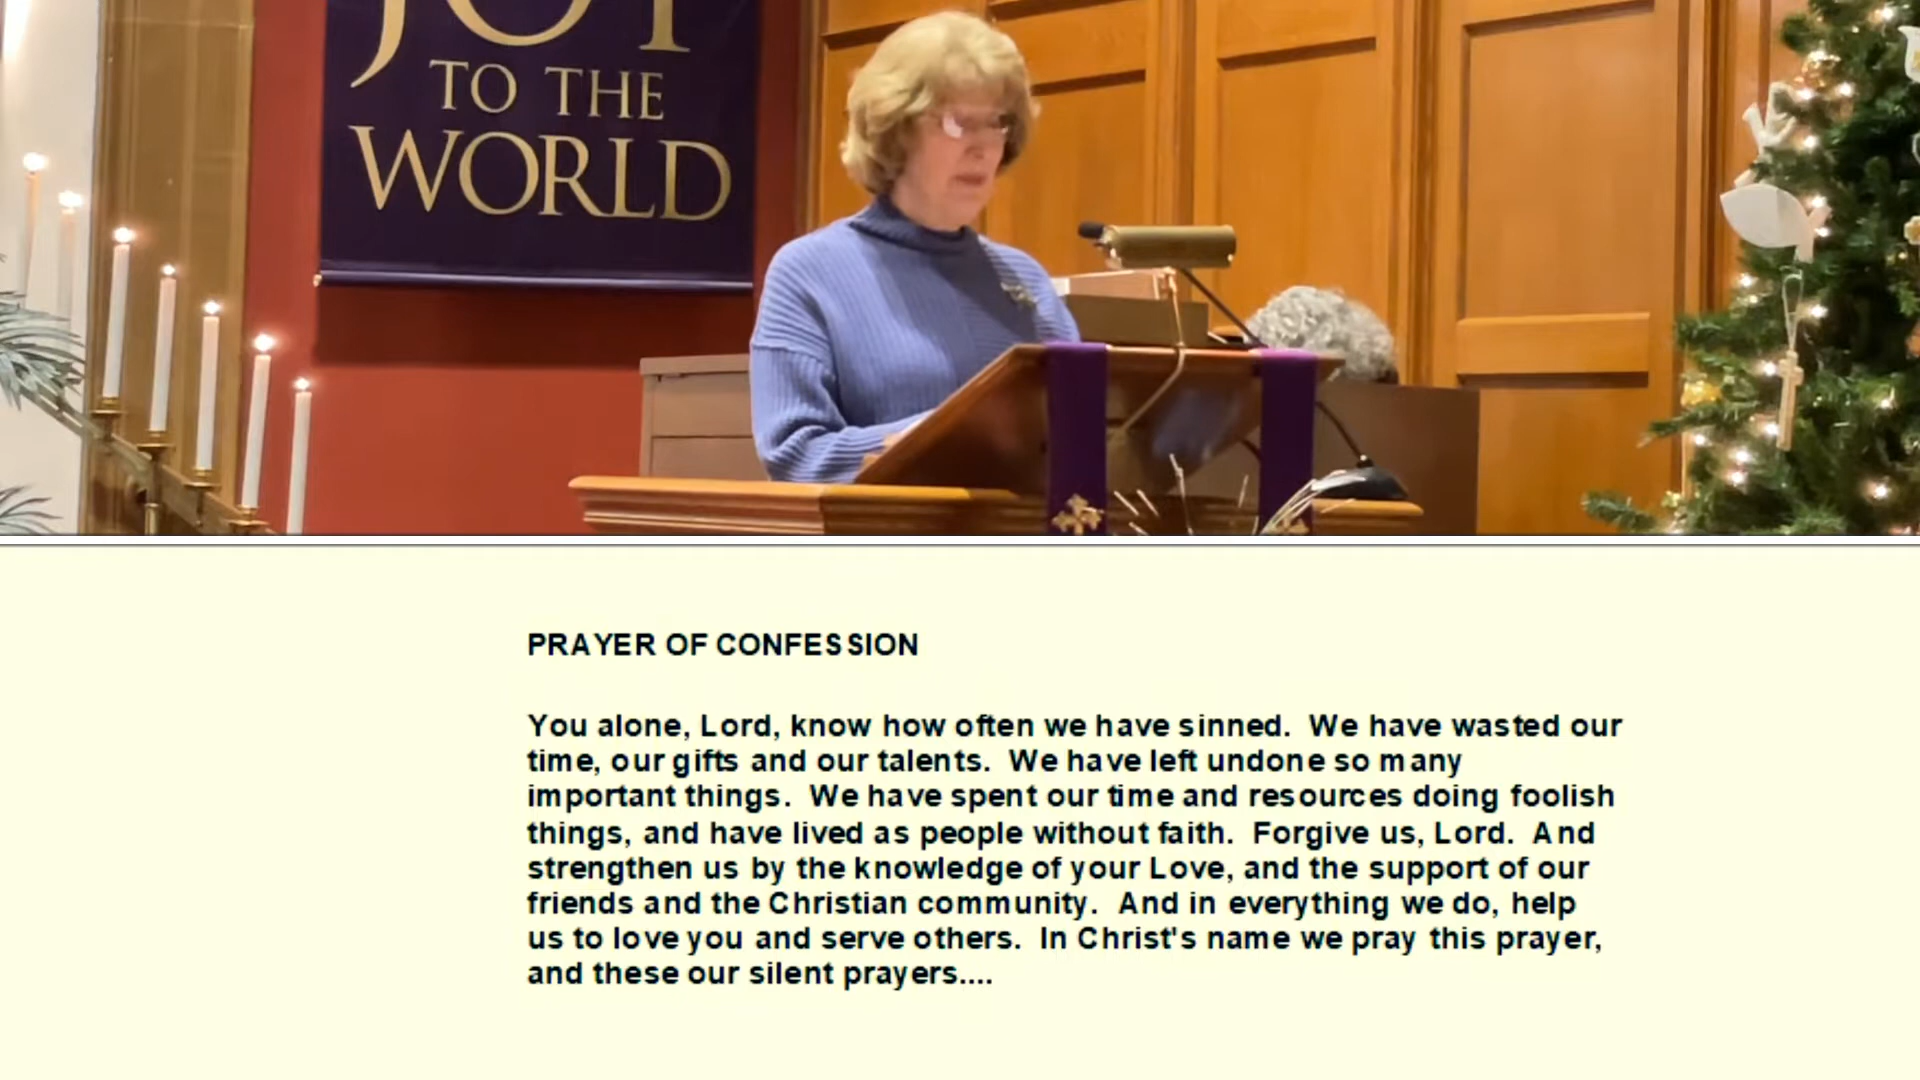 JOY
TO THE
WORLD
PRAYER OF CONFESSION
You alone, Lord, know how often we have sinned.  We have wasted our
time, our gifts and our talents.  We have left undone so many
important things.  We have spent our time and resources doing foolish
things, and have lived as people without faith.  Forgive us, Lord.  And
strengthen us by the knowledge of your Love, and the support of our
friends and the Christian community.  And in everything we do, help
us to love you and serve others.  In Christ's name we pray this prayer,
and these our silent prayers....